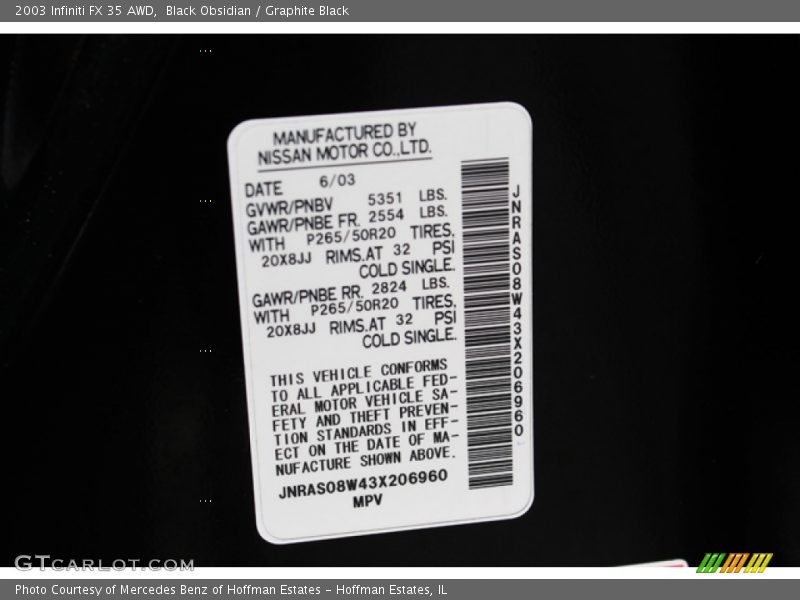 2003 Infiniti FX 35 AWD,  Black Obsidian / Graphite Black
MANUFACTURED BY
NISSAN MOTOR CO.,LTD.
DATE 6/03
GVWR/PNBV 5351 LBS.
GAWR/PNBE FR. 2554 LBS.
WITH P265/50R20 TIRES.
20X8JJ RIMS.AT 32 PSI
COLD SINGLE.
GAWR/PNBE RR. 2824 LBS.
WITH P265/50R20 TIRES.
20X8JJ RIMS.AT 32 PSI
COLD SINGLE.
THIS VEHICLE CONFORMS
TO ALL APPLICABLE FED-
ERAL MOTOR VEHICLE SA-
FETY AND THEFT PREVEN-
TION STANDARDS IN EFF-
ECT ON THE DATE OF MA-
NUFACTURE SHOWN ABOVE.
JNRAS08W43X206960
MPV
JNRAS08W43X206960
GTCARLOT.COM
Photo Courtesy of Mercedes Benz of Hoffman Estates - Hoffman Estates, IL